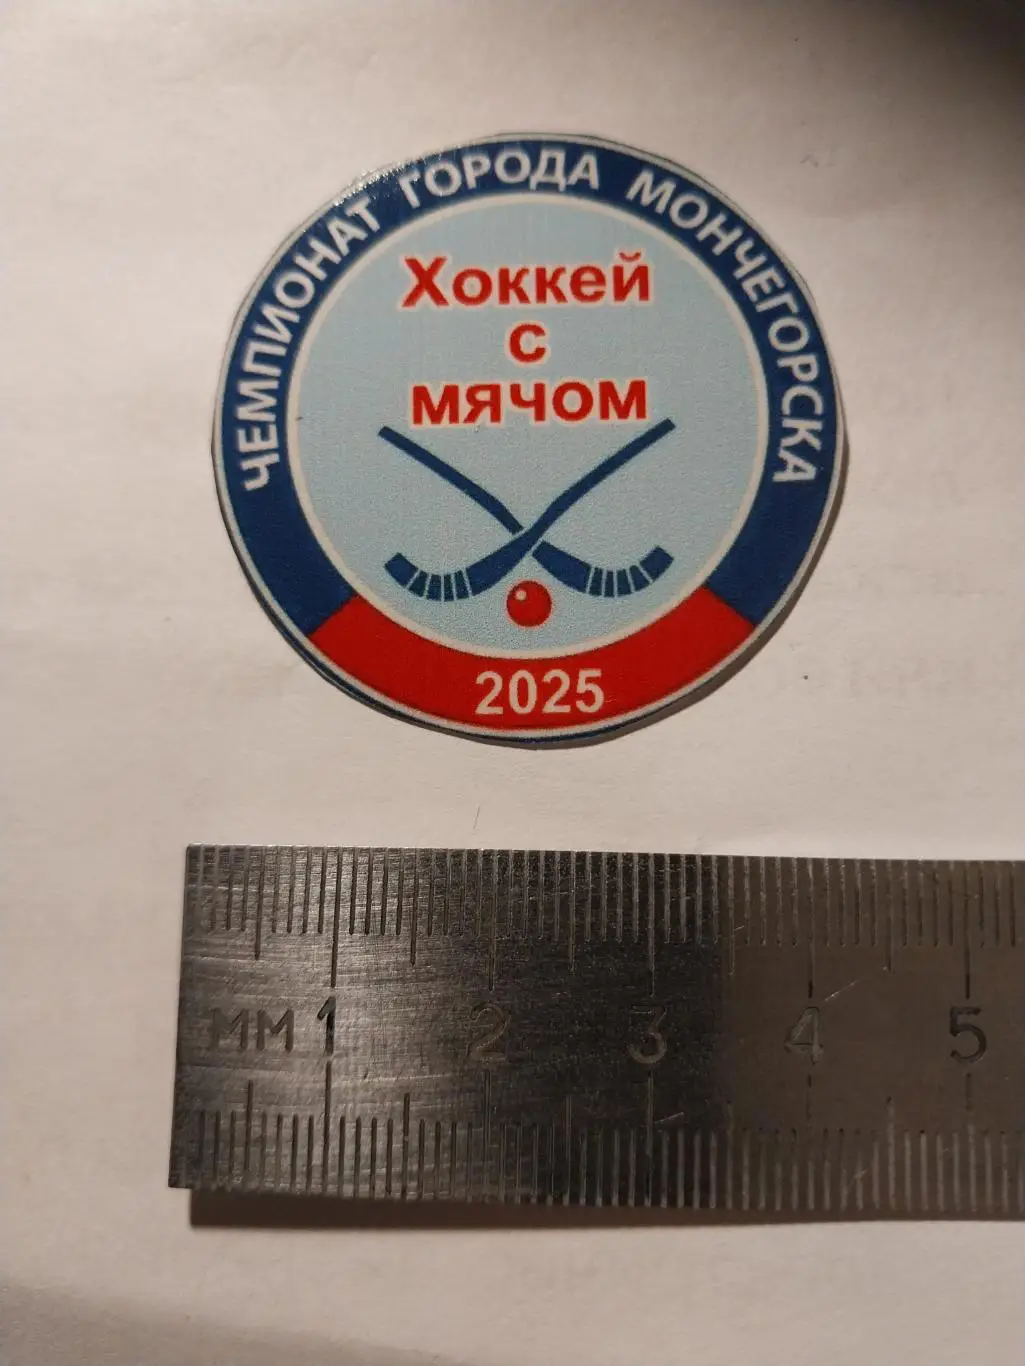 ЧЕМПИОНАТ ГОРОДА МОНЧЕГОРСКА
Хоккей
с
мячом
2025
ММ 1 2 3 4 5